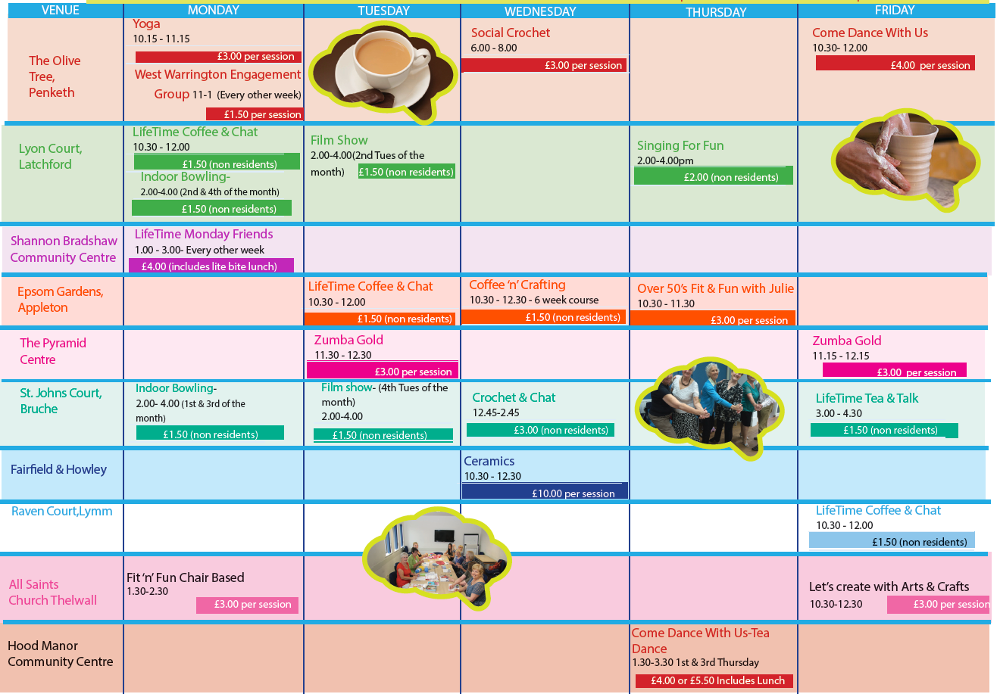 VENUE MONDAY TUESDAY WEDNESDAY THURSDAY FRIDAY
The Olive
Tree,
Penketh
Yoga
10.15 - 11.15
£3.00 per session
West Warrington Engagement
Group 11-1 (Every other week)
£1.50 per session
Social Crochet
6.00 - 8.00
£3.00 per session
Come Dance With Us
10.30- 12.00
£4.00 per session
Lyon Court,
Latchford
LifeTime Coffee & Chat
10.30 - 12.00
£1.50 (non residents)
Indoor Bowling-
2.00-4.00 (2nd & 4th of the month)
£1.50 (non residents)
Film Show
2.00-4.00(2nd Tues of the
month) £1.50 (non residents)
Singing For Fun
2.00-4.00pm
£2.00 (non residents)
Shannon Bradshaw
Community Centre
LifeTime Monday Friends
1.00 - 3.00- Every other week
£4.00 (includes lite bite lunch)
Epsom Gardens,
Appleton
LifeTime Coffee & Chat
10.30 - 12.00
£1.50 (non residents)
Coffee ‘n’ Crafting
10.30 - 12.30 - 6 week course
£1.50 (non residents)
Over 50’s Fit & Fun with Julie
10.30 - 11.30
£3.00 per session
The Pyramid
Centre
Zumba Gold
11.30 - 12.30
£3.00 per session
Zumba Gold
11.15 - 12.15
£3.00 per session
St. Johns Court,
Bruche
Indoor Bowling-
2.00- 4.00 (1st & 3rd of the
month)
£1.50 (non residents)
Film show- (4th Tues of the
month)
2.00-4.00
£1.50 (non residents)
Crochet & Chat
12.45-2.45
£3.00 (non residents)
LifeTime Tea & Talk
3.00 - 4.30
£1.50 (non residents)
Fairfield & Howley
Ceramics
10.30 - 12.30
£10.00 per session
Raven Court,Lymm
LifeTime Coffee & Chat
10.30 - 12.00
£1.50 (non residents)
All Saints
Church Thelwall
Fit ‘n’ Fun Chair Based
1.30-2.30
£3.00 per session
Let’s create with Arts & Crafts
10.30-12.30 £3.00 per session
Hood Manor
Community Centre
Come Dance With Us-Tea
Dance
1.30-3.30 1st & 3rd Thursday
£4.00 or £5.50 Includes Lunch